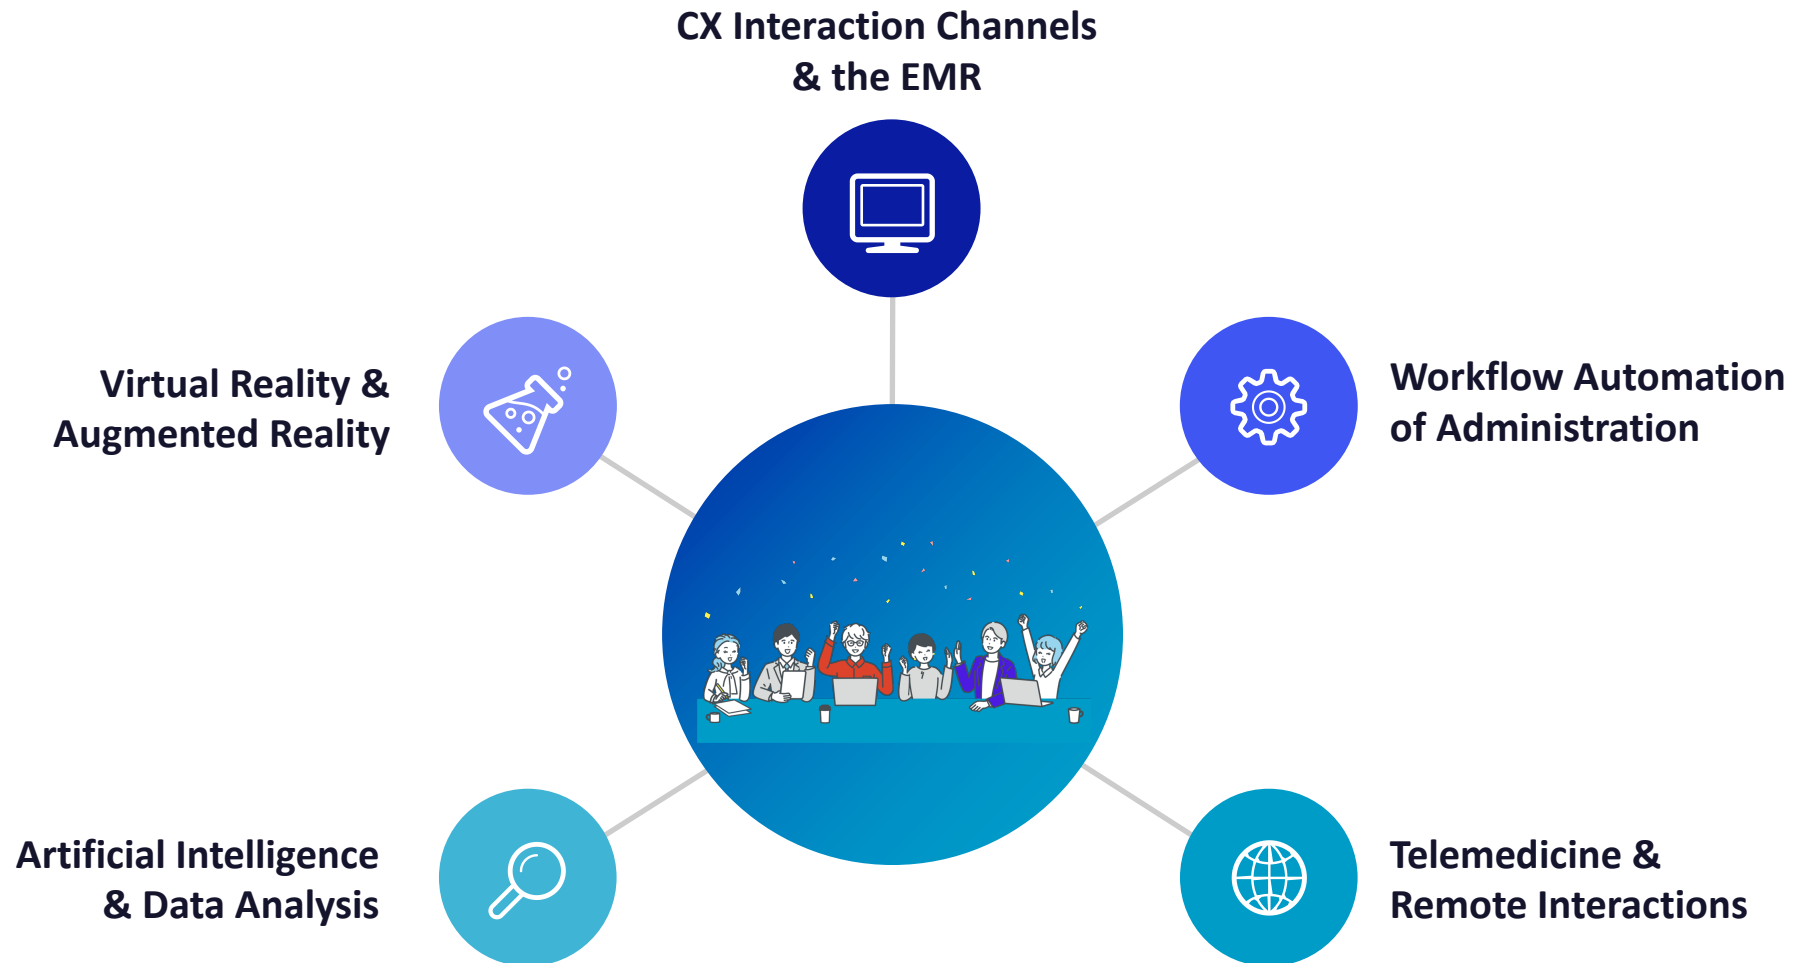 CX Interaction Channels
& the EMR
Virtual Reality &
Augmented Reality
Workflow Automation
of Administration
Artificial Intelligence
& Data Analysis
Telemedicine &
Remote Interactions